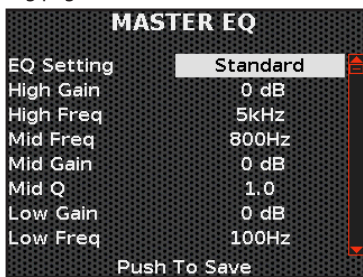 MASTER EQ
EQ Setting Standard
High Gain 0 dB
High Freq 5kHz
Mid Freq 800Hz
Mid Gain 0 dB
Mid Q 1.0
Low Gain 0 dB
Low Freq 100Hz
Push To Save